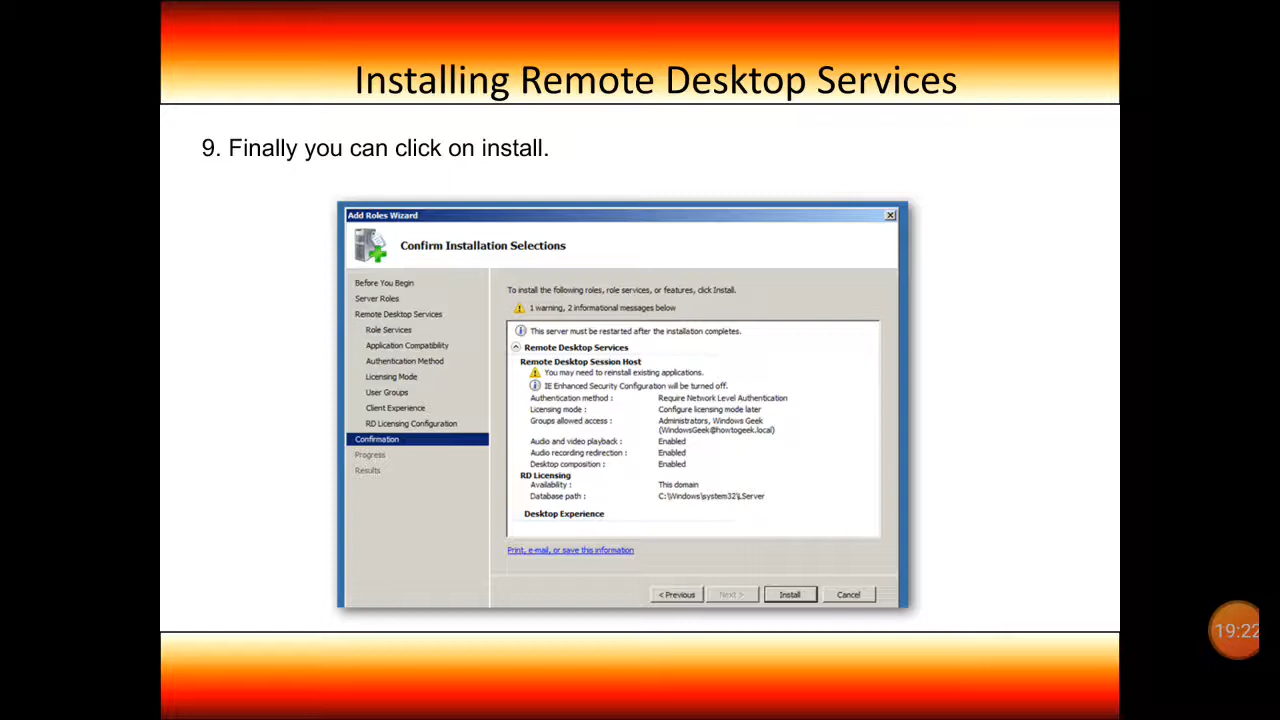 Installing Remote Desktop Services
9. Finally you can click on install.
Add Roles Wizard
Confirm Installation Selections
Before You Begin
Server Roles
Remote Desktop Services
Role Services
Application Compatibility
Authentication Method
Licensing Mode
User Groups
Client Experience
RD Licensing Configuration
Confirmation
Progress
Results
To install the following roles, role services, or features, click Install.
1 warning, 2 informational messages below
This server must be restarted after the installation completes.
Remote Desktop Services
Remote Desktop Session Host
You may need to reinstall existing applications.
IE Enhanced Security Configuration will be turned off.
Authentication method : Require Network Level Authentication
Licensing mode : Configure licensing mode later
Groups allowed access : Administrators, Windows Geek
(WindowsGeek@howtogeek.local)
Audio and video playback : Enabled
Audio recording redirection : Enabled
Desktop composition : Enabled
RD Licensing
Availability : This domain
Database path : C:\Windows\system32\LServer
Desktop Experience
Print, e-mail, or save this information
< Previous Next > Install Cancel
19:22